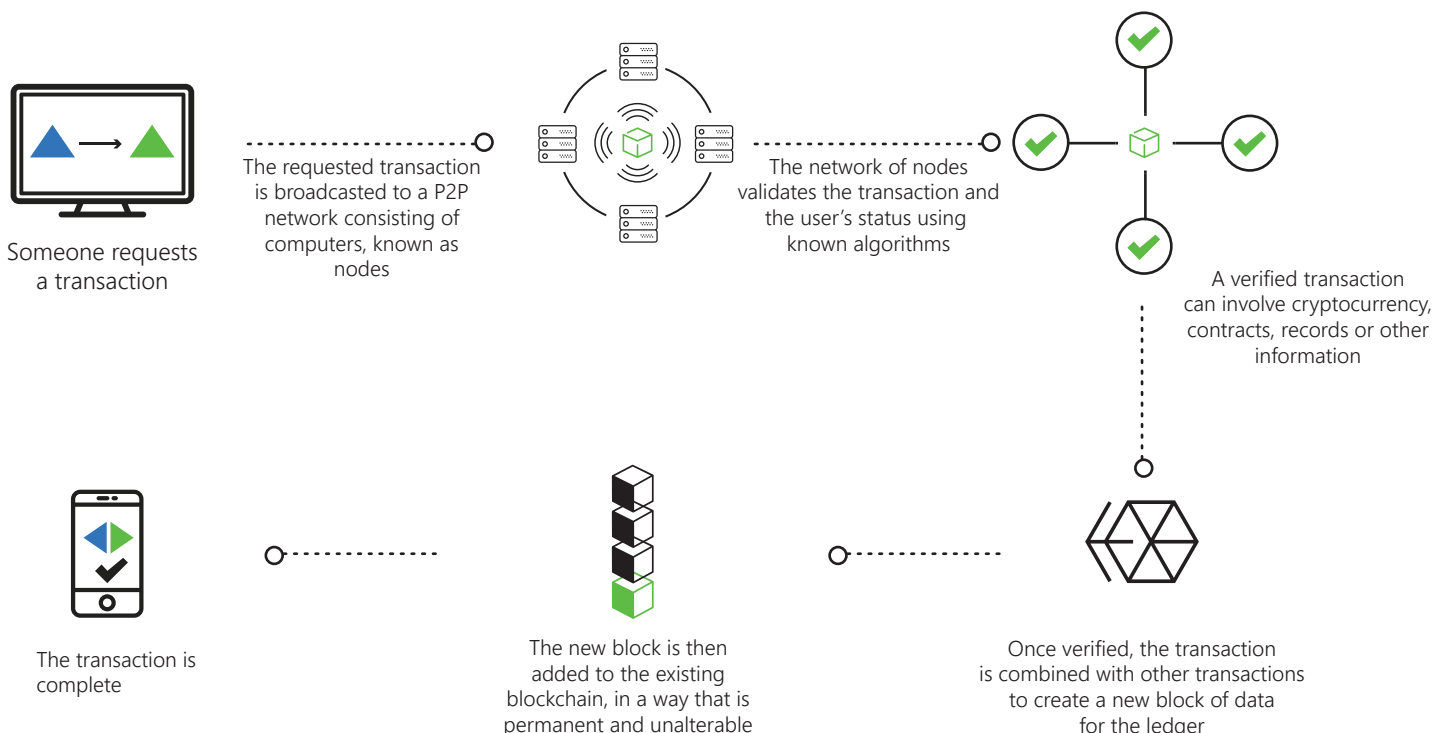 Someone requests
a transaction
The requested transaction
is broadcasted to a P2P
network consisting of
computers, known as
nodes
The network of nodes
validates the transaction and
the user’s status using
known algorithms
A verified transaction
can involve cryptocurrency,
contracts, records or other
information
Once verified, the transaction
is combined with other transactions
to create a new block of data
for the ledger
The new block is then
added to the existing
blockchain, in a way that is
permanent and unalterable
The transaction is
complete